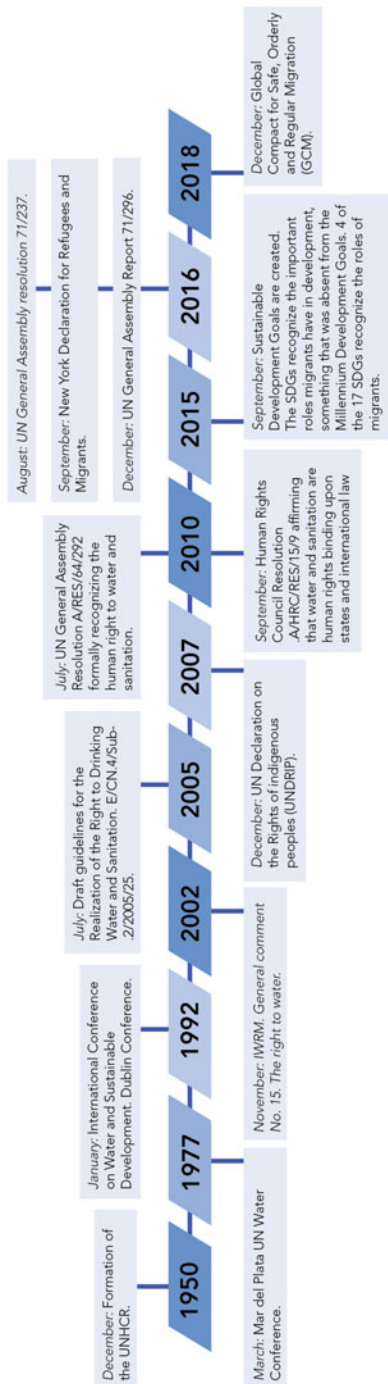 December: Formation of
the UNHCR.
1950
March: Mar del Plata UN Water
Conference.
1977
January: International Conference
on Water and Sustainable
Development. Dublin Conference.
1992
November: IWRM. General comment
No. 15. The right to water.
2002
July: Draft guidelines for the
Realization of the Right to Drinking
Water and Sanitation. E/CN.4/Sub-
.2/2005/25.
2005
December: UN Declaration on
the Rights of indigenous
peoples (UNDRIP).
2007
July: UN General Assembly
Resolution A/RES/64/292
formally recognizing the
human right to water and
sanitation.
2010
September: Human Rights
Council Resolution
.A/HRC/RES/15/9 affirming
that water and sanitation are
human rights binding upon
states and international law
2015
September: Sustainable
Development Goals are created.
The SDGs recognize the important
roles migrants have in development,
something that was absent from the
Millennium Development Goals. 4 of
the 17 SDGs recognize the roles of
migrants.
August: UN General Assembly resolution 71/237.
September: New York Declaration for Refugees and
Migrants.
December: UN General Assembly Report 71/296.
2016
2018
December: Global
Compact for Safe, Orderly
and Regular Migration
(GCM).